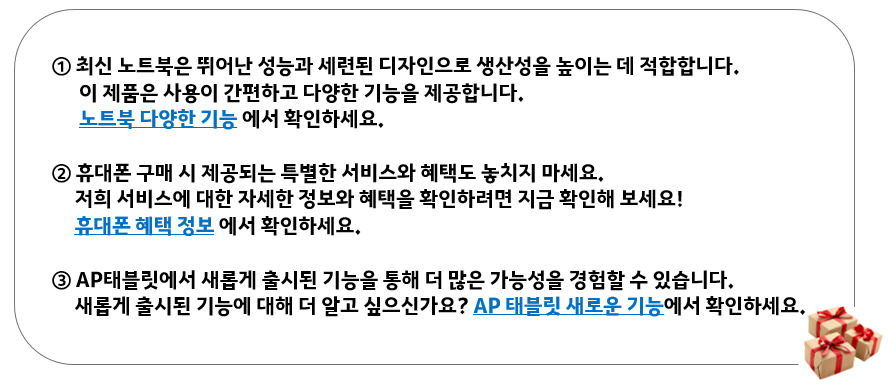 ① 최신 노트북은 뛰어난 성능과 세련된 디자인으로 생산성을 높이는 데 적합합니다.
이 제품은 사용이 간편하고 다양한 기능을 제공합니다.
노트북 다양한 기능 에서 확인하세요.
② 휴대폰 구매 시 제공되는 특별한 서비스와 혜택도 놓치지 마세요.
저희 서비스에 대한 자세한 정보와 혜택을 확인하려면 지금 확인해 보세요!
휴대폰 혜택 정보 에서 확인하세요.
③ AP태블릿에서 새롭게 출시된 기능을 통해 더 많은 가능성을 경험할 수 있습니다.
새롭게 출시된 기능에 대해 더 알고 싶으신가요? AP 태블릿 새로운 기능에서 확인하세요.